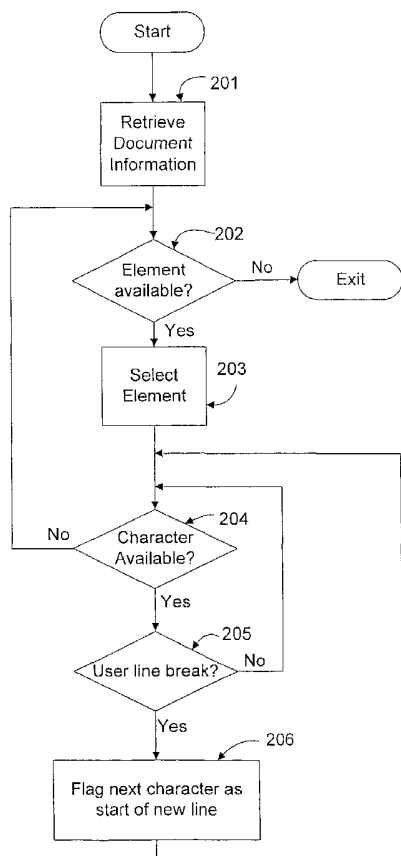 Start
201
Retrieve
Document
Information
202
Element
available?
No
Exit
Yes
Select
Element
203
204
Character
Available?
No
Yes
205
User line break?
No
Yes
206
Flag next character as
start of new line